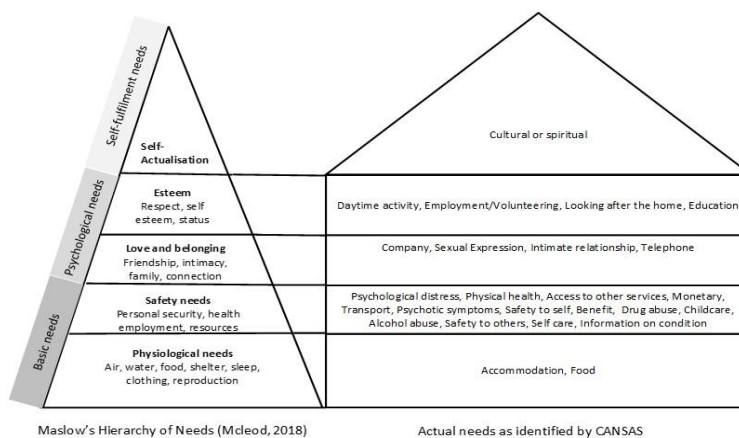 Self-fulfilment needs
Psychological needs
Basic needs
Self-
Actualisation
Esteem
Respect, self
esteem, status
Love and belonging
Friendship, intimacy,
family, connection
Safety needs
Personal security, health
employment, resources
Physiological needs
Air, water, food, shelter, sleep,
clothing, reproduction
Maslow's Hierarchy of Needs (Mcleod, 2018)
Cultural or spiritual
Daytime activity, Employment/Volunteering, Looking after the home, Education
Company, Sexual Expression, Intimate relationship, Telephone
Psychological distress, Physical health, Access to other services, Monetary,
Transport, Psychotic symptoms, Safety to self, Benefit, Drug abuse, Childcare,
Alcohol abuse, Safety to others, Self care, Information on condition
Accommodation, Food
Actual needs as identified by CANSAS